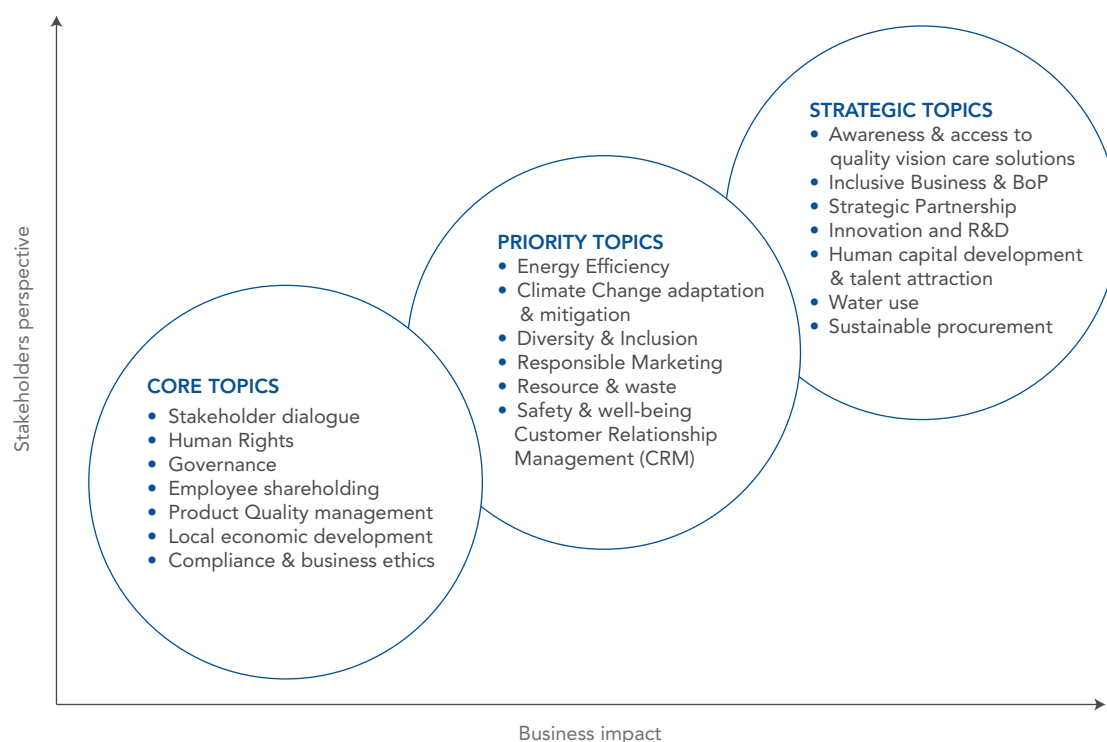 Stakeholders perspective
STRATEGIC TOPICS
• Awareness & access to
quality vision care solutions
• Inclusive Business & BoP
• Strategic Partnership
• Innovation and R&D
• Human capital development
& talent attraction
• Water use
• Sustainable procurement
PRIORITY TOPICS
• Energy Efficiency
• Climate Change adaptation
& mitigation
• Diversity & Inclusion
• Responsible Marketing
• Resource & waste
• Safety & well-being
Customer Relationship
Management (CRM)
CORE TOPICS
• Stakeholder dialogue
• Human Rights
• Governance
• Employee shareholding
• Product Quality management
• Local economic development
• Compliance & business ethics
Business impact